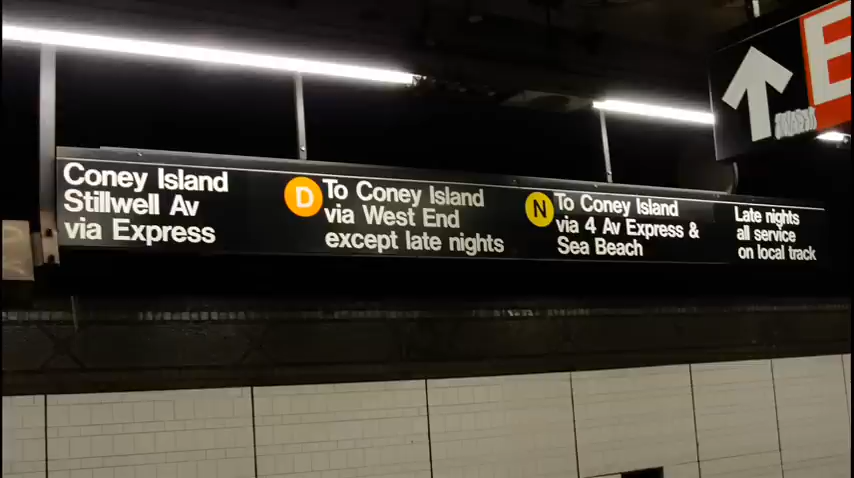 Coney Island
Stillwell Av
via Express
D
To Coney Island
via West End
except late nights
N
To Coney Island
via 4 Av Express &
Sea Beach
Late nights
all service
on local track
E